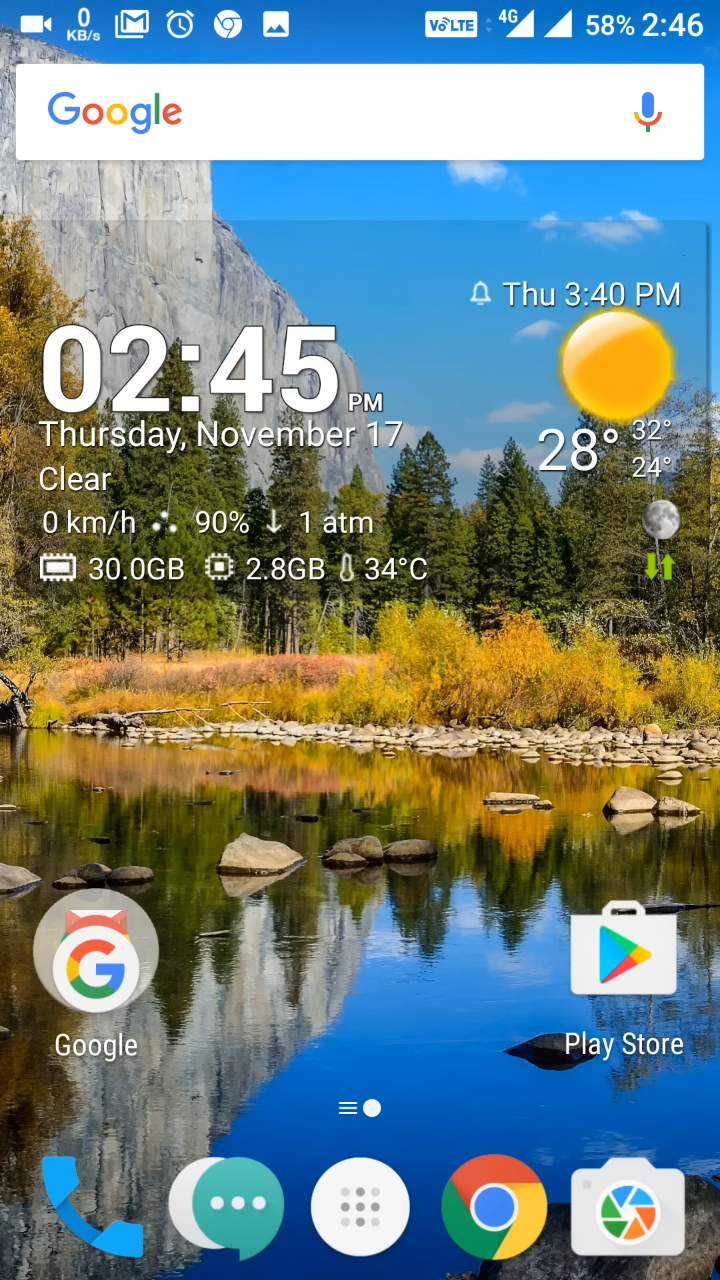 0 KB/s VoLTE 4G 58% 2:46
Google
Thu 3:40 PM
02:45 PM
Thursday, November 17
28° 32° 24°
Clear
0 km/h 90% 1 atm
30.0GB 2.8GB 34°C
Google Play Store